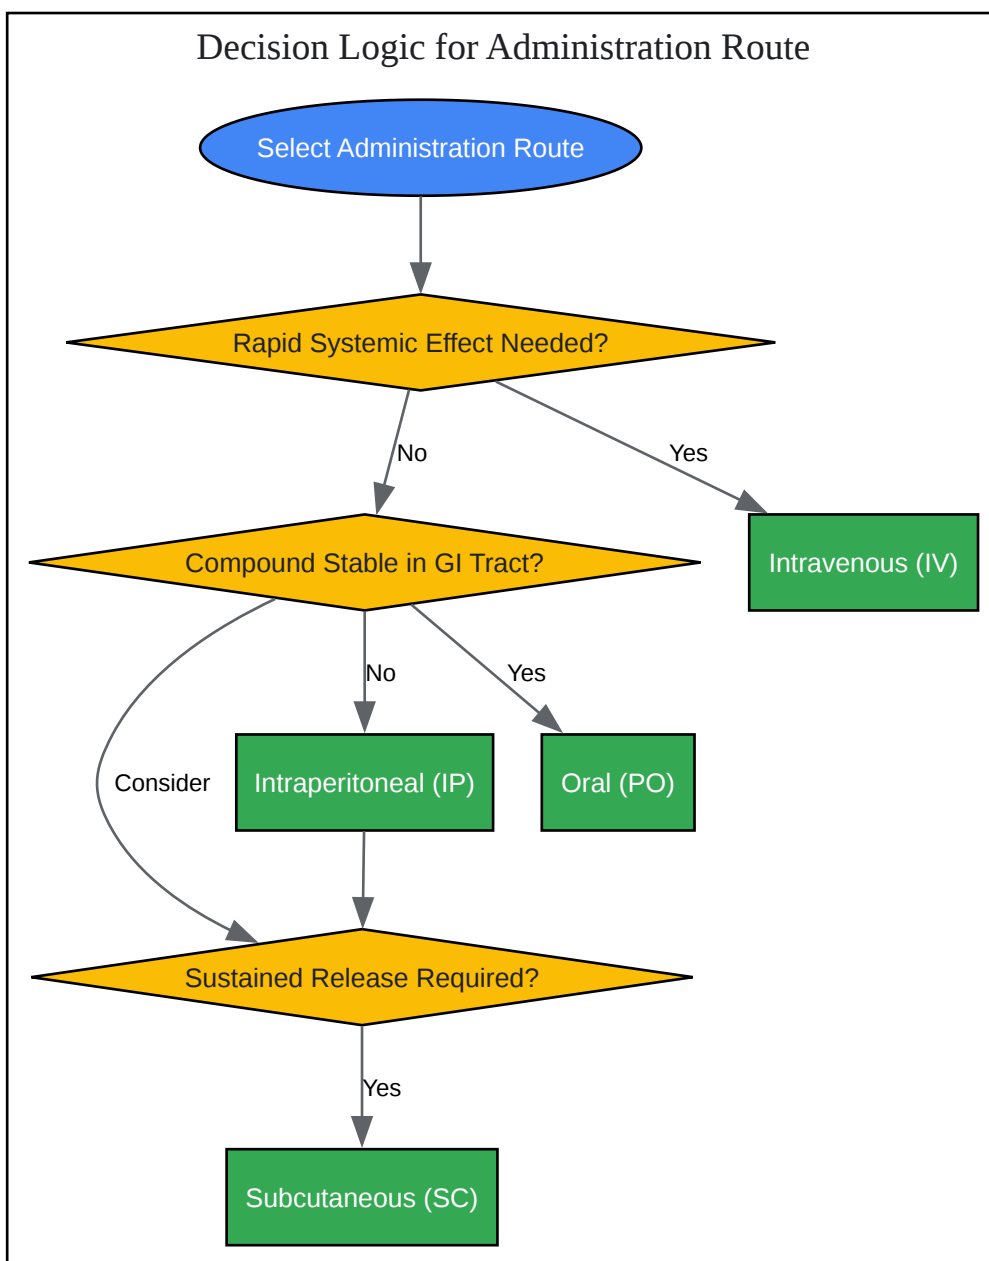 Decision Logic for Administration Route
Select Administration Route
Rapid Systemic Effect Needed?
No
Yes
Compound Stable in GI Tract?
Intravenous (IV)
No
Yes
Consider
Intraperitoneal (IP)
Oral (PO)
Sustained Release Required?
Yes
Subcutaneous (SC)